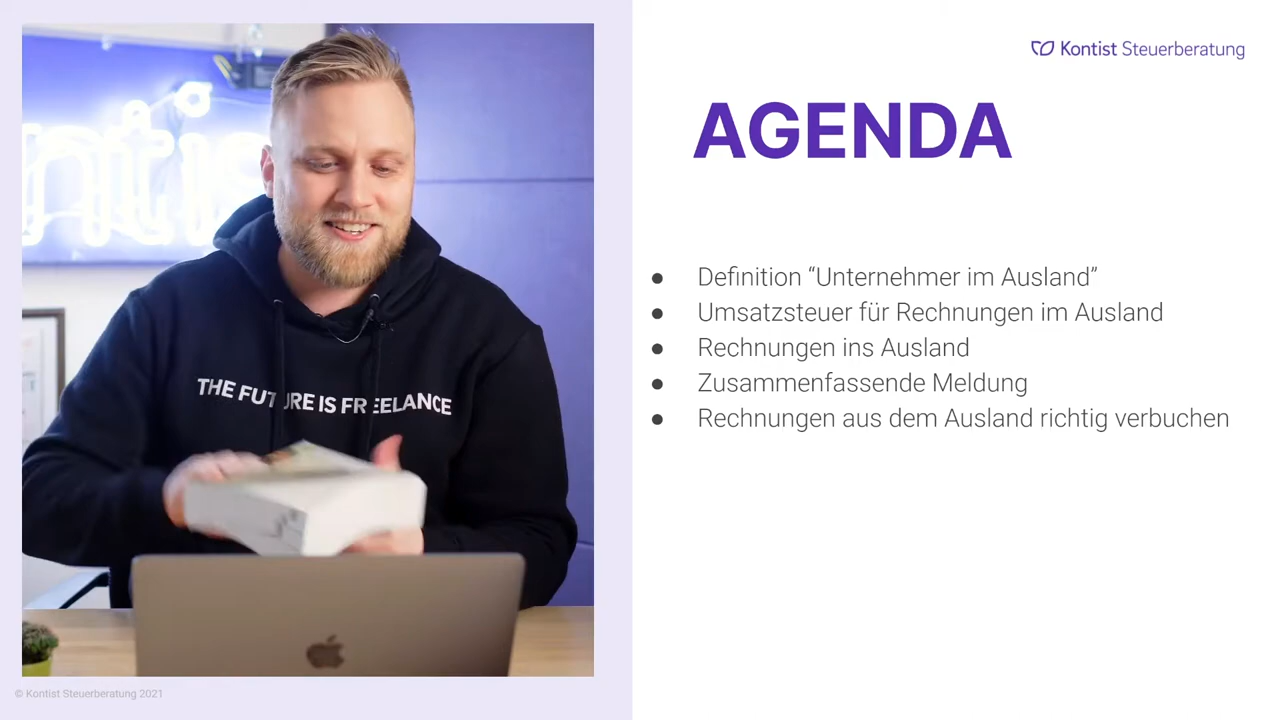 Kontist Steuerberatung
AGENDA
● Definition “Unternehmer im Ausland”
● Umsatzsteuer für Rechnungen im Ausland
● Rechnungen ins Ausland
● Zusammenfassende Meldung
● Rechnungen aus dem Ausland richtig verbuchen
ntis
THE FUTURE IS FREELANCE
© Kontist Steuerberatung 2021